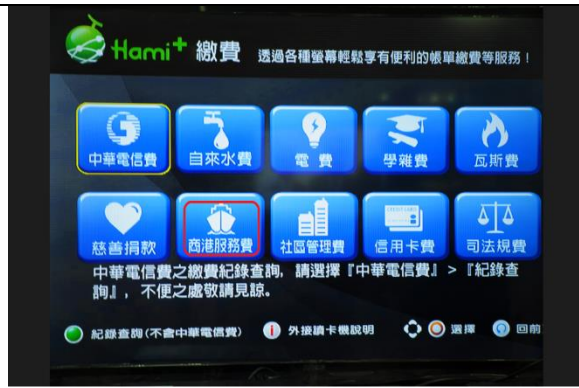 Hami+ 繳費 透過各種螢幕輕鬆享有便利的帳單繳費等服務！
中華電信費 自來水費 電費 學雜費 瓦斯費
CREDIT CARD
慈善捐款 商港服務費 社區管理費 信用卡費 司法規費
中華電信費之繳費紀錄查詢，請選擇『中華電信費』>『紀錄查
詢』，不便之處敬請見諒。
紀錄查詢(不含中華電信費) i 外接讀卡機說明 選擇 回前